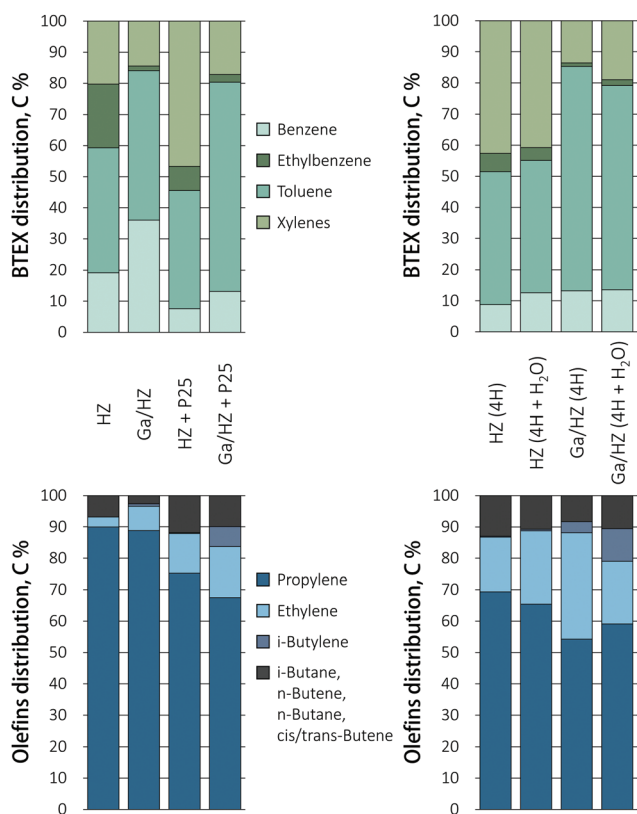 BTEX distribution, C %
100
90
80
70
60
50
40
30
20
10
0
HZ
Ga/HZ
HZ + P25
Ga/HZ + P25
Benzene
Ethylbenzene
Toluene
Xylenes
BTEX distribution, C %
100
90
80
70
60
50
40
30
20
10
0
HZ (4H)
HZ (4H + H₂O)
Ga/HZ (4H)
Ga/HZ (4H + H₂O)
Olefins distribution, C %
100
90
80
70
60
50
40
30
20
10
0
Propylene
Ethylene
i-Butylene
i-Butane,
n-Butene,
n-Butane,
cis/trans-Butene
Olefins distribution, C %
100
90
80
70
60
50
40
30
20
10
0